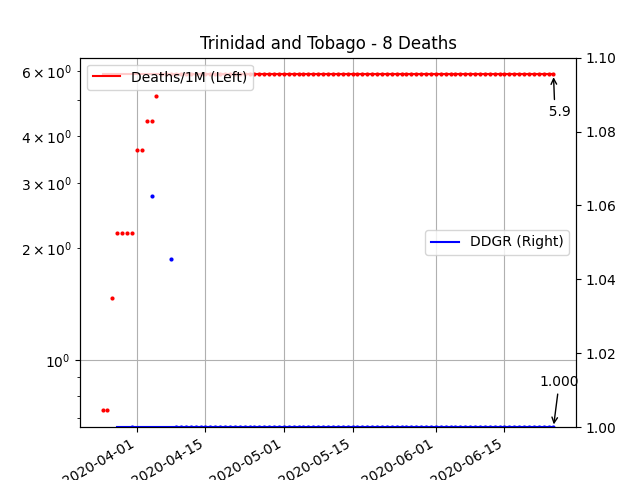 Trinidad and Tobago - 8 Deaths
Deaths/1M (Left)
6 × 10⁰
4 × 10⁰
3 × 10⁰
2 × 10⁰
10⁰
1.10
1.08
1.06
1.04
1.02
1.00
5.9
DDGR (Right)
1.000
2020-04-01
2020-04-15
2020-05-01
2020-05-15
2020-06-01
2020-06-15